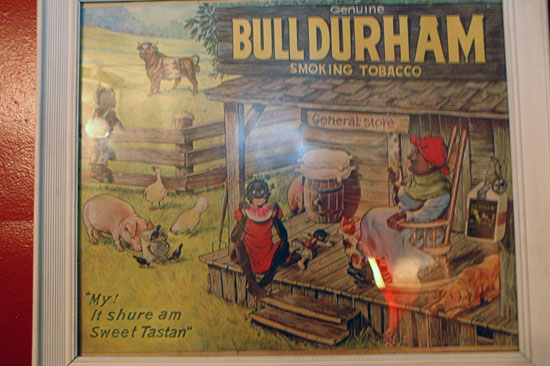 Genuine
BULL DURHAM
SMOKING TOBACCO
General Store
"My!
It shure am
Sweet Tastan"